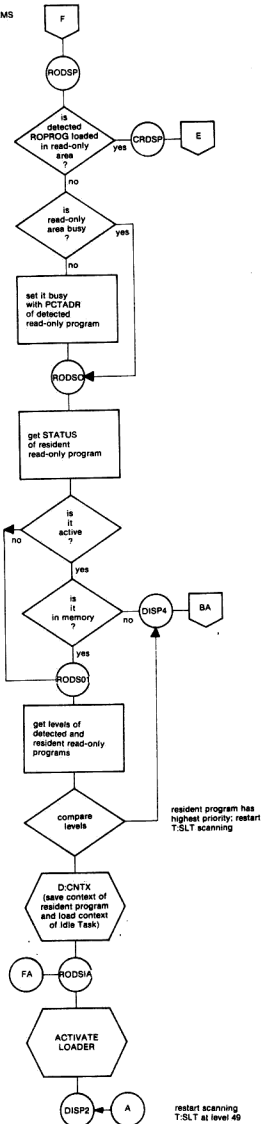 MS
F
RODSP
is
detected
ROPROG loaded
in read-only
area
?
yes
CRDSP
E
no
is
read-only
area busy
?
yes
no
set it busy
with PCTADR
of detected
read-only program
RODSO
get STATUS
of resident
read-only program
is
it
active
?
no
yes
is
it
in memory
?
no
DISP4
BA
yes
RODS01
get levels of
detected and
resident read-only
programs
compare
levels
resident program has
highest priority; restart
T:SLT scanning
D:CNTX
(save context of
resident program
and load context
of Idle Task)
FA
RODSIA
ACTIVATE
LOADER
DISP2
A
restart scanning
T:SLT at level 49